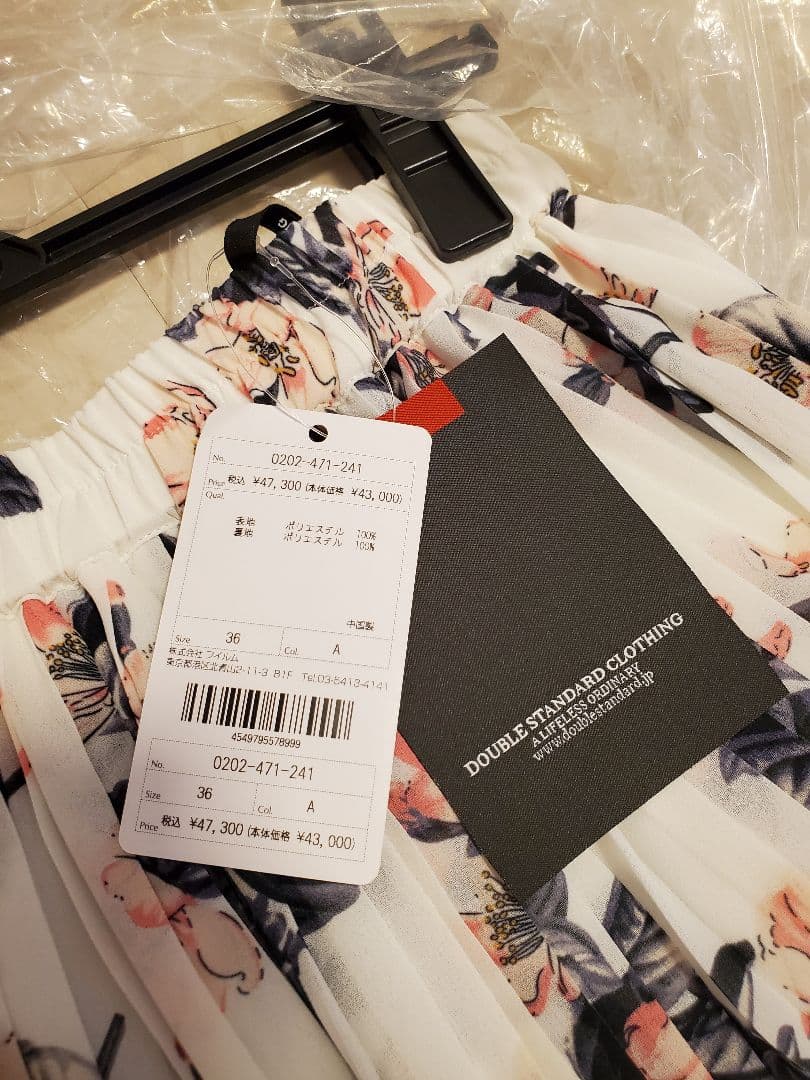 No. 0202-471-241
Price 税込 ¥47,300 (本体価格 ¥43,000)
Qual.
表地 ポリエステル 100%
裏地 ポリエステル 100%
中国製
Size 36 Col. A
株式会社 フイルム
東京都港区北青山2-11-3 B1F Tel.03-5413-4141
4549795578999
No. 0202-471-241
Size 36 Col. A
Price 税込 ¥47,300 (本体価格 ¥43,000)
DOUBLE STANDARD CLOTHING
A LIFELESS ORDINARY
www.doublestandard.jp